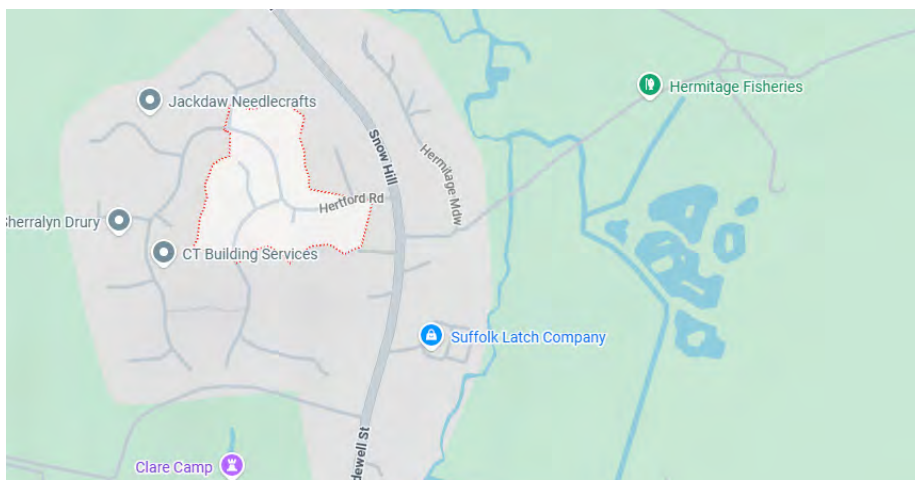 Hermitage Fisheries
Jackdaw Needlecrafts
Snow Hill
Hermitage Mdw
Hertford Rd
Sherralyn Drury
CT Building Services
Suffolk Latch Company
dewell St
Clare Camp